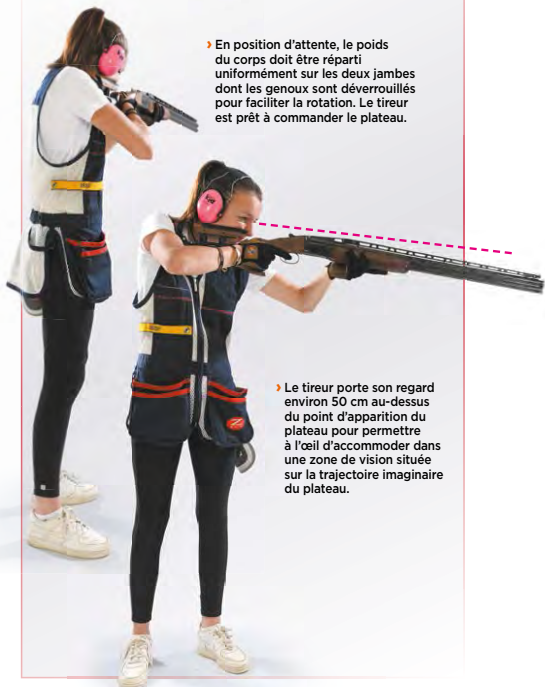 › En position d’attente, le poids
du corps doit être réparti
uniformément sur les deux jambes
dont les genoux sont déverrouillés
pour faciliter la rotation. Le tireur
est prêt à commander le plateau.
› Le tireur porte son regard
environ 50 cm au-dessus
du point d’apparition du
plateau pour permettre
à l’œil d’accommoder dans
une zone de vision située
sur la trajectoire imaginaire
du plateau.